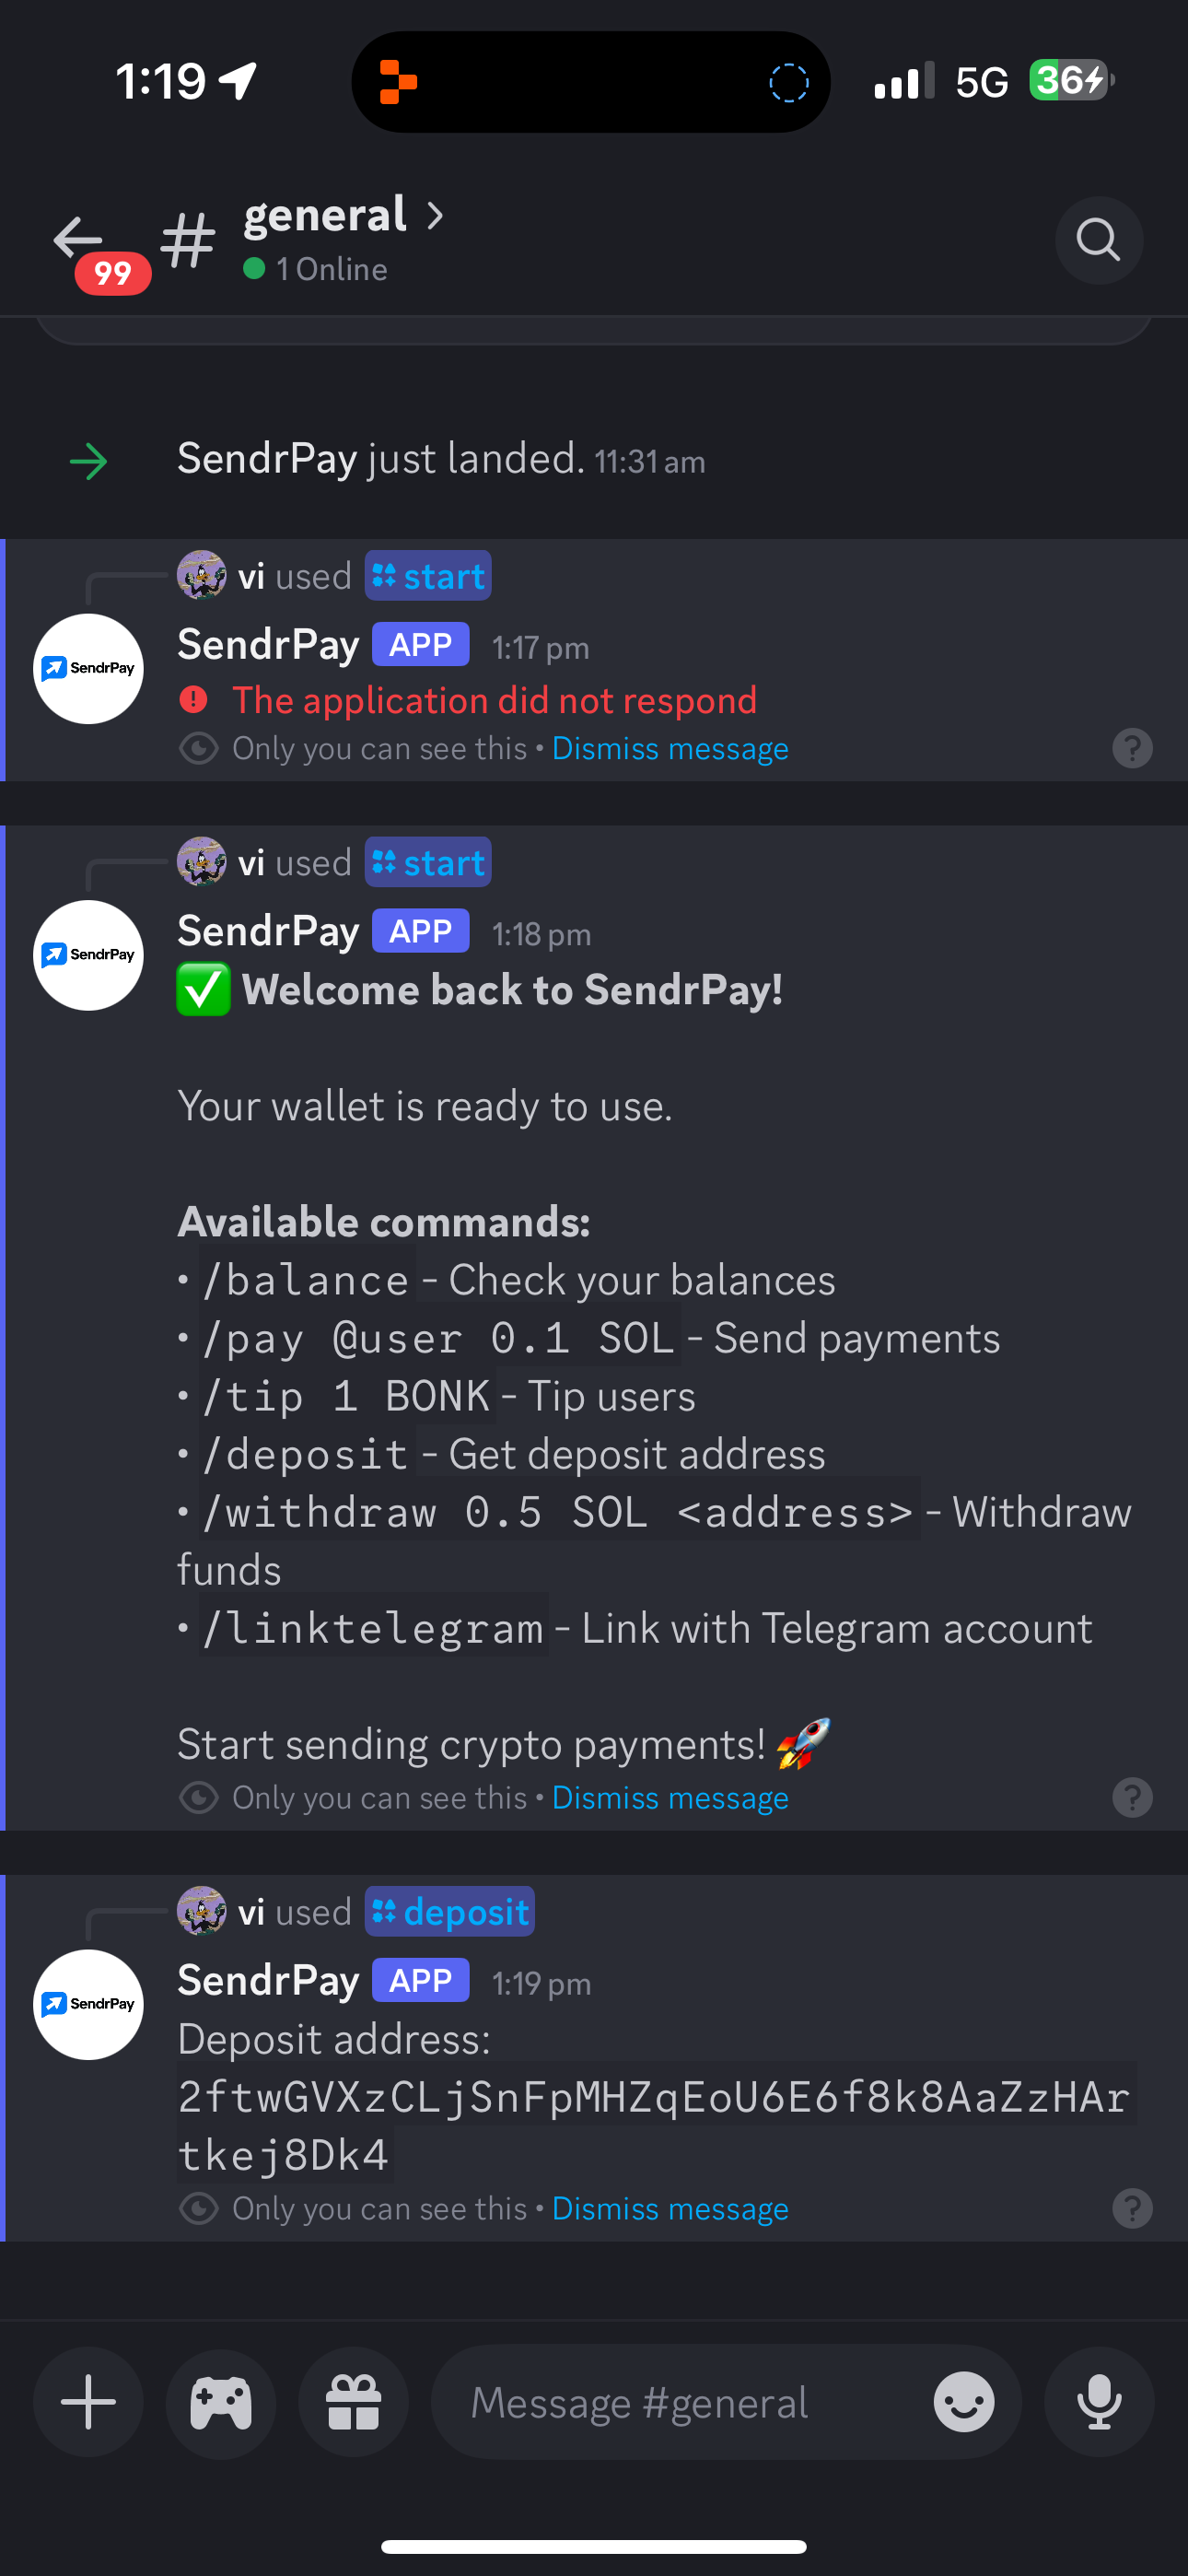 1:19
5G 36
general
99
1 Online
SendrPay just landed. 11:31 am
vi used start
SendrPay APP 1:17 pm
SendrPay
The application did not respond
Only you can see this • Dismiss message ?
vi used start
SendrPay APP 1:18 pm
SendrPay
✅ Welcome back to SendrPay!
Your wallet is ready to use.
Available commands:
• /balance - Check your balances
• /pay @user 0.1 SOL - Send payments
• /tip 1 BONK - Tip users
• /deposit - Get deposit address
• /withdraw 0.5 SOL <address> - Withdraw
funds
• /linktelegram - Link with Telegram account
Start sending crypto payments! 🚀
Only you can see this • Dismiss message ?
vi used deposit
SendrPay APP 1:19 pm
SendrPay
Deposit address:
2ftwGVXzCLjSnFpMHZqEoU6E6f8k8AaZzHAr
tkej8Dk4
Only you can see this • Dismiss message ?
Message #general